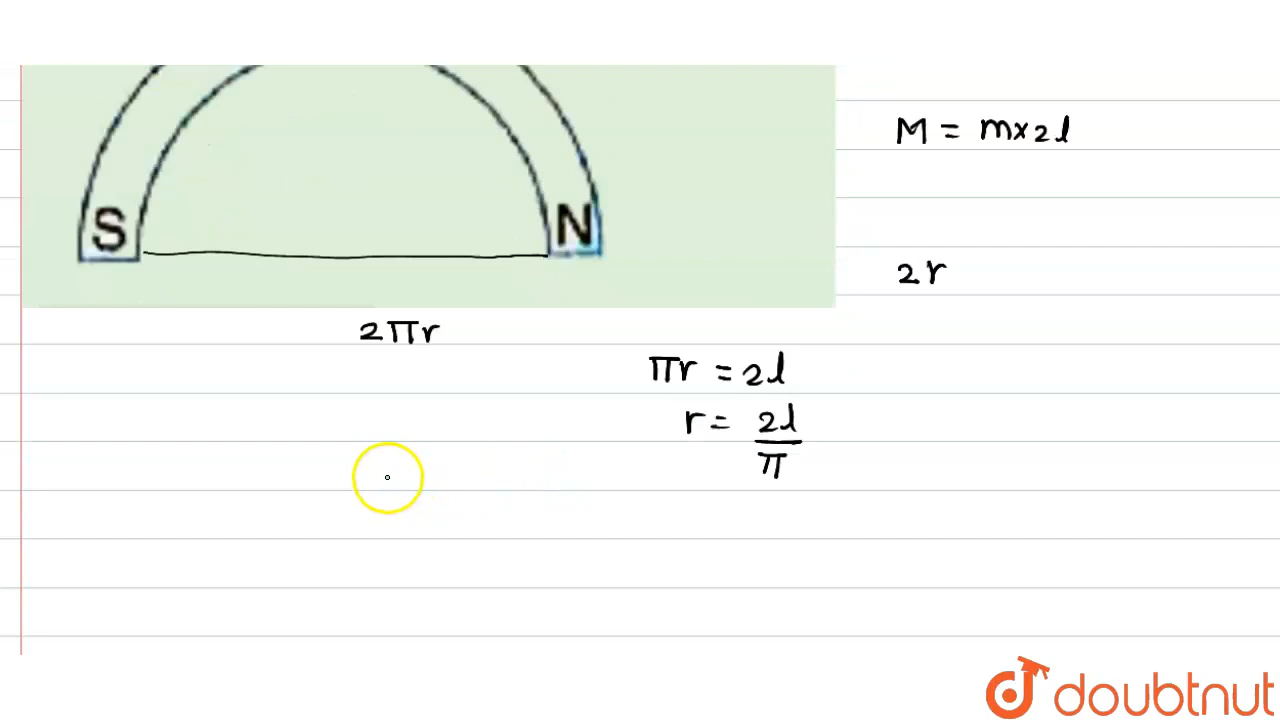 M = m×2l
S N
2r
2πr
πr = 2l
r = 2l/π
doubtnut